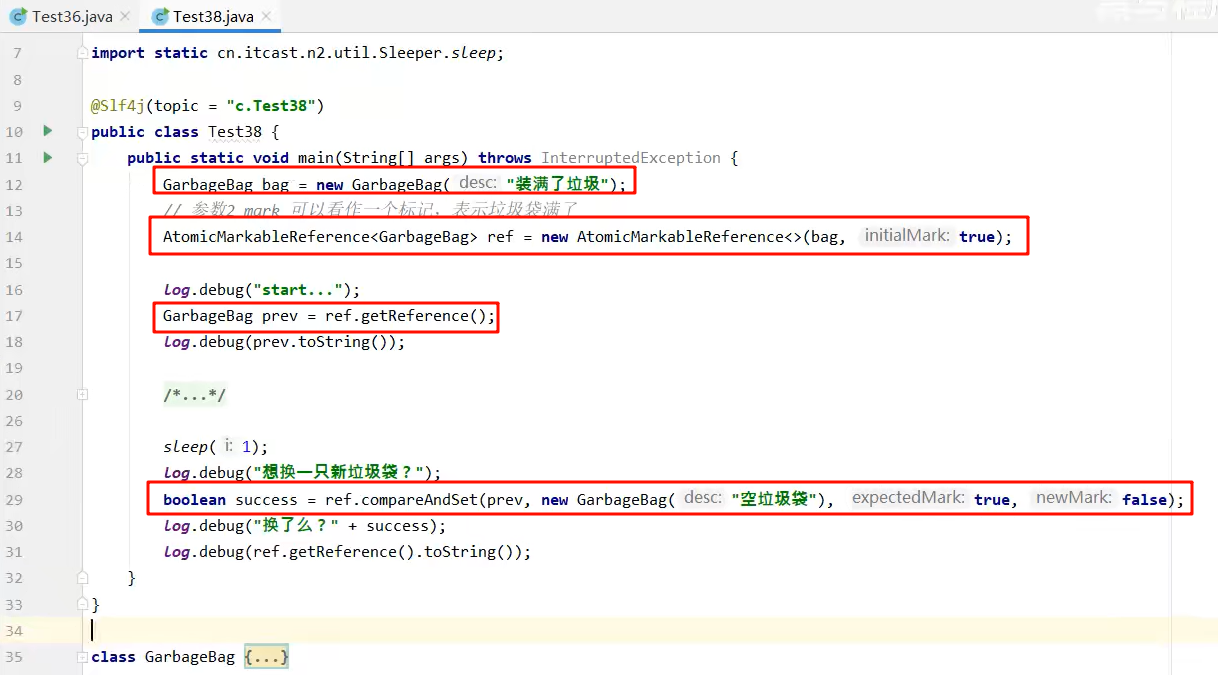 Test36.java
Test38.java
7 import static cn.itcast.n2.util.Sleeper.sleep;
8
9 @Slf4j(topic = "c.Test38")
10 public class Test38 {
11 public static void main(String[] args) throws InterruptedException {
12 GarbageBag bag = new GarbageBag( desc: "装满了垃圾");
13 // 参数2 mark 可以看作一个标记，表示垃圾袋满了
14 AtomicMarkableReference<GarbageBag> ref = new AtomicMarkableReference<>(bag, initialMark: true);
15
16 log.debug("start...");
17 GarbageBag prev = ref.getReference();
18 log.debug(prev.toString());
19
20 /*...*/
26
27 sleep( i: 1);
28 log.debug("想换一只新垃圾袋？");
29 boolean success = ref.compareAndSet(prev, new GarbageBag( desc: "空垃圾袋"), expectedMark: true, newMark: false);
30 log.debug("换了么？" + success);
31 log.debug(ref.getReference().toString());
32 }
33 }
34
35 class GarbageBag {...}